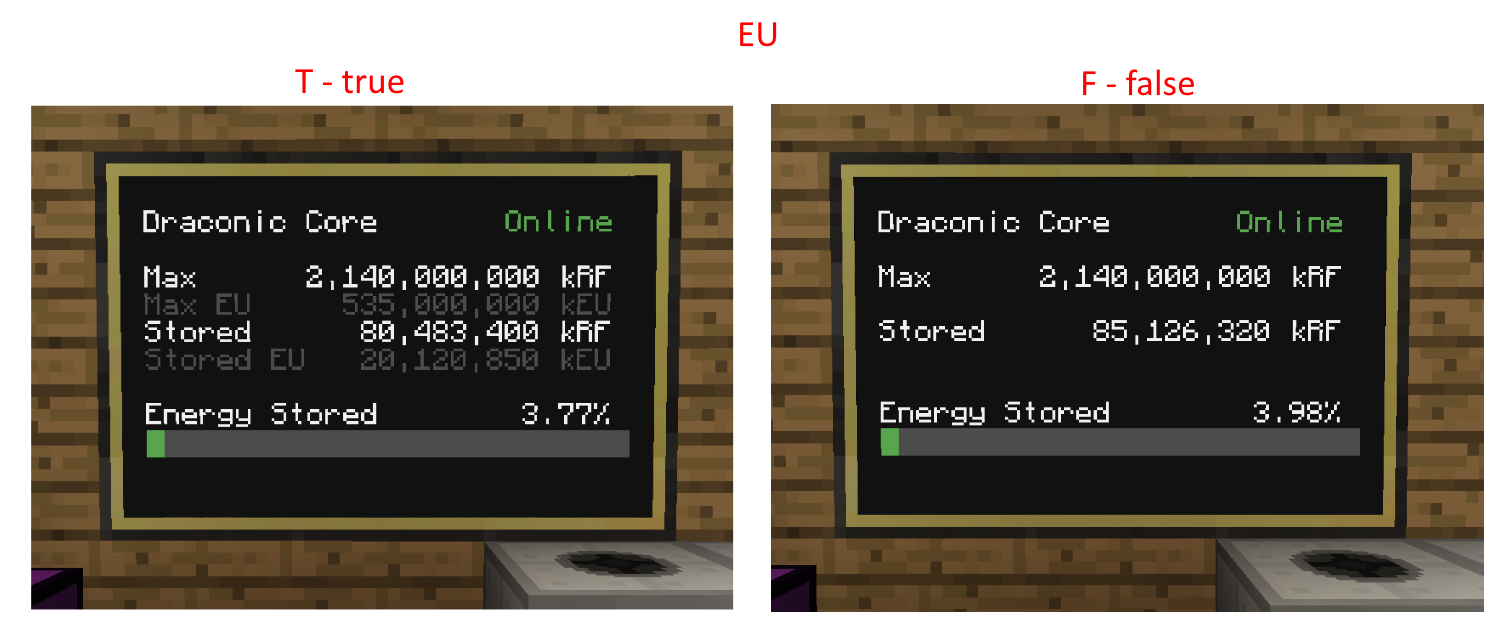 EU
T - true
Draconic Core Online
Max 2,140,000,000 kRF
Max EU 535,000,000 kEU
Stored 80,483,400 kRF
Stored EU 20,120,850 kEU
Energy Stored 3.77%
F - false
Draconic Core Online
Max 2,140,000,000 kRF
Stored 85,126,320 kRF
Energy Stored 3.98%